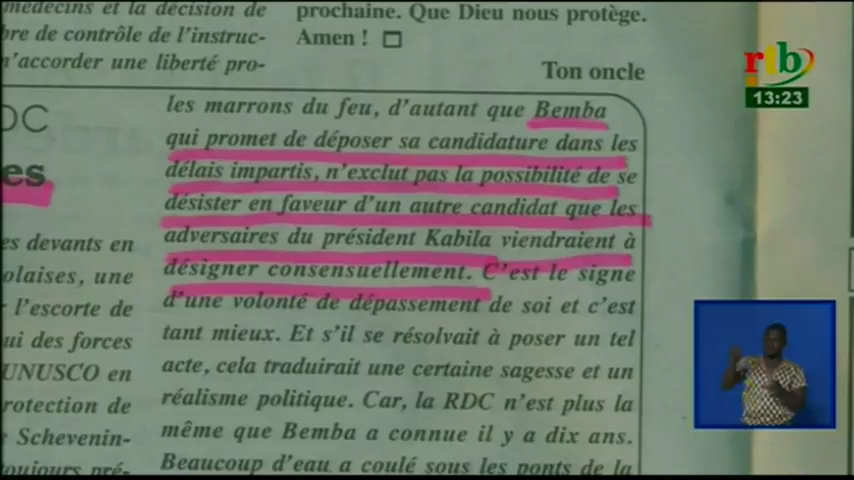 médecins et la décision de
bre de contrôle de l'instruc-
n'accorder une liberté pro-
prochaine. Que Dieu nous protège.
Amen !
Ton oncle
DC
es
es devants en
olaises, une
l'escorte de
ui des forces
UNUSCO en
rotection de
Schevenin-
toujours pré-
les marrons du feu, d'autant que Bemba
qui promet de déposer sa candidature dans les
délais impartis, n'exclut pas la possibilité de se
désister en faveur d'un autre candidat que les
adversaires du président Kabila viendraient à
désigner consensuellement. C'est le signe
d'une volonté de dépassement de soi et c'est
tant mieux. Et s'il se résolvait à poser un tel
acte, cela traduirait une certaine sagesse et un
réalisme politique. Car, la RDC n'est plus la
même que Bemba a connue il y a dix ans.
Beaucoup d'eau a coulé sous les ponts de la
rtb
13:23